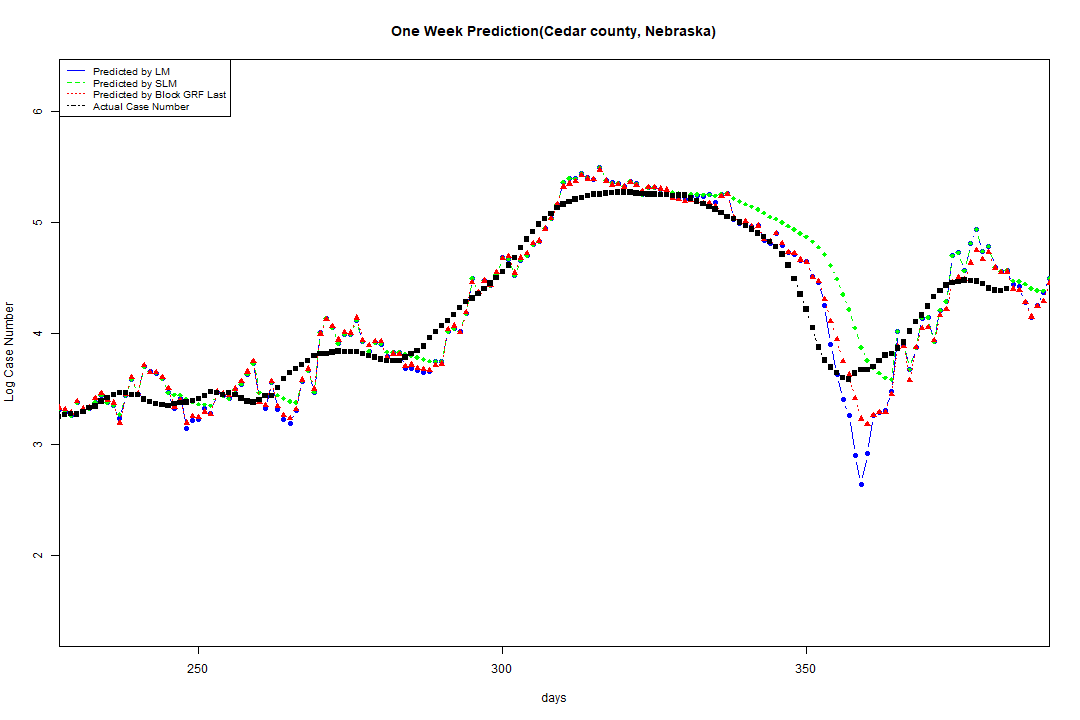 One Week Prediction(Cedar county, Nebraska)
Predicted by LM
Predicted by SLM
Predicted by Block GRF Last
Actual Case Number
6
5
4
3
2
Log Case Number
250 300 350
days